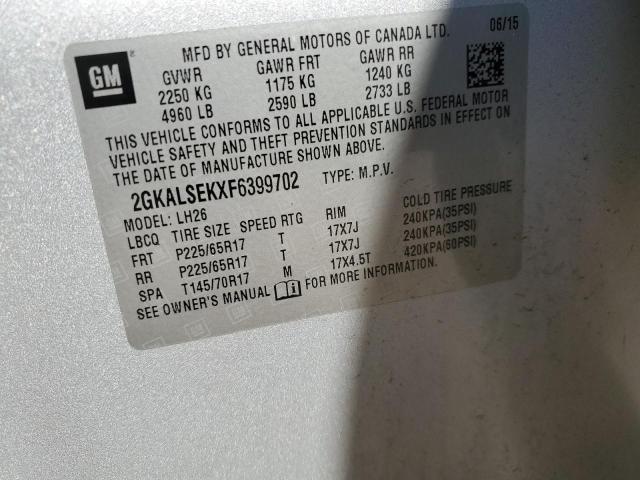 MFD BY GENERAL MOTORS OF CANADA LTD. 06/15
GM
GVWR GAWR FRT GAWR RR
2250 KG 1175 KG 1240 KG
4960 LB 2590 LB 2733 LB
THIS VEHICLE CONFORMS TO ALL APPLICABLE U.S. FEDERAL MOTOR
VEHICLE SAFETY AND THEFT PREVENTION STANDARDS IN EFFECT ON
THE DATE OF MANUFACTURE SHOWN ABOVE.
2GKALSEKXF6399702 TYPE: M.P.V.
MODEL: LH26
LBCQ TIRE SIZE SPEED RTG RIM COLD TIRE PRESSURE
FRT P225/65R17 T 17X7J 240KPA(35PSI)
RR P225/65R17 T 17X7J 240KPA(35PSI)
SPA T145/70R17 M 17X4.5T 420KPA(60PSI)
SEE OWNER'S MANUAL FOR MORE INFORMATION.